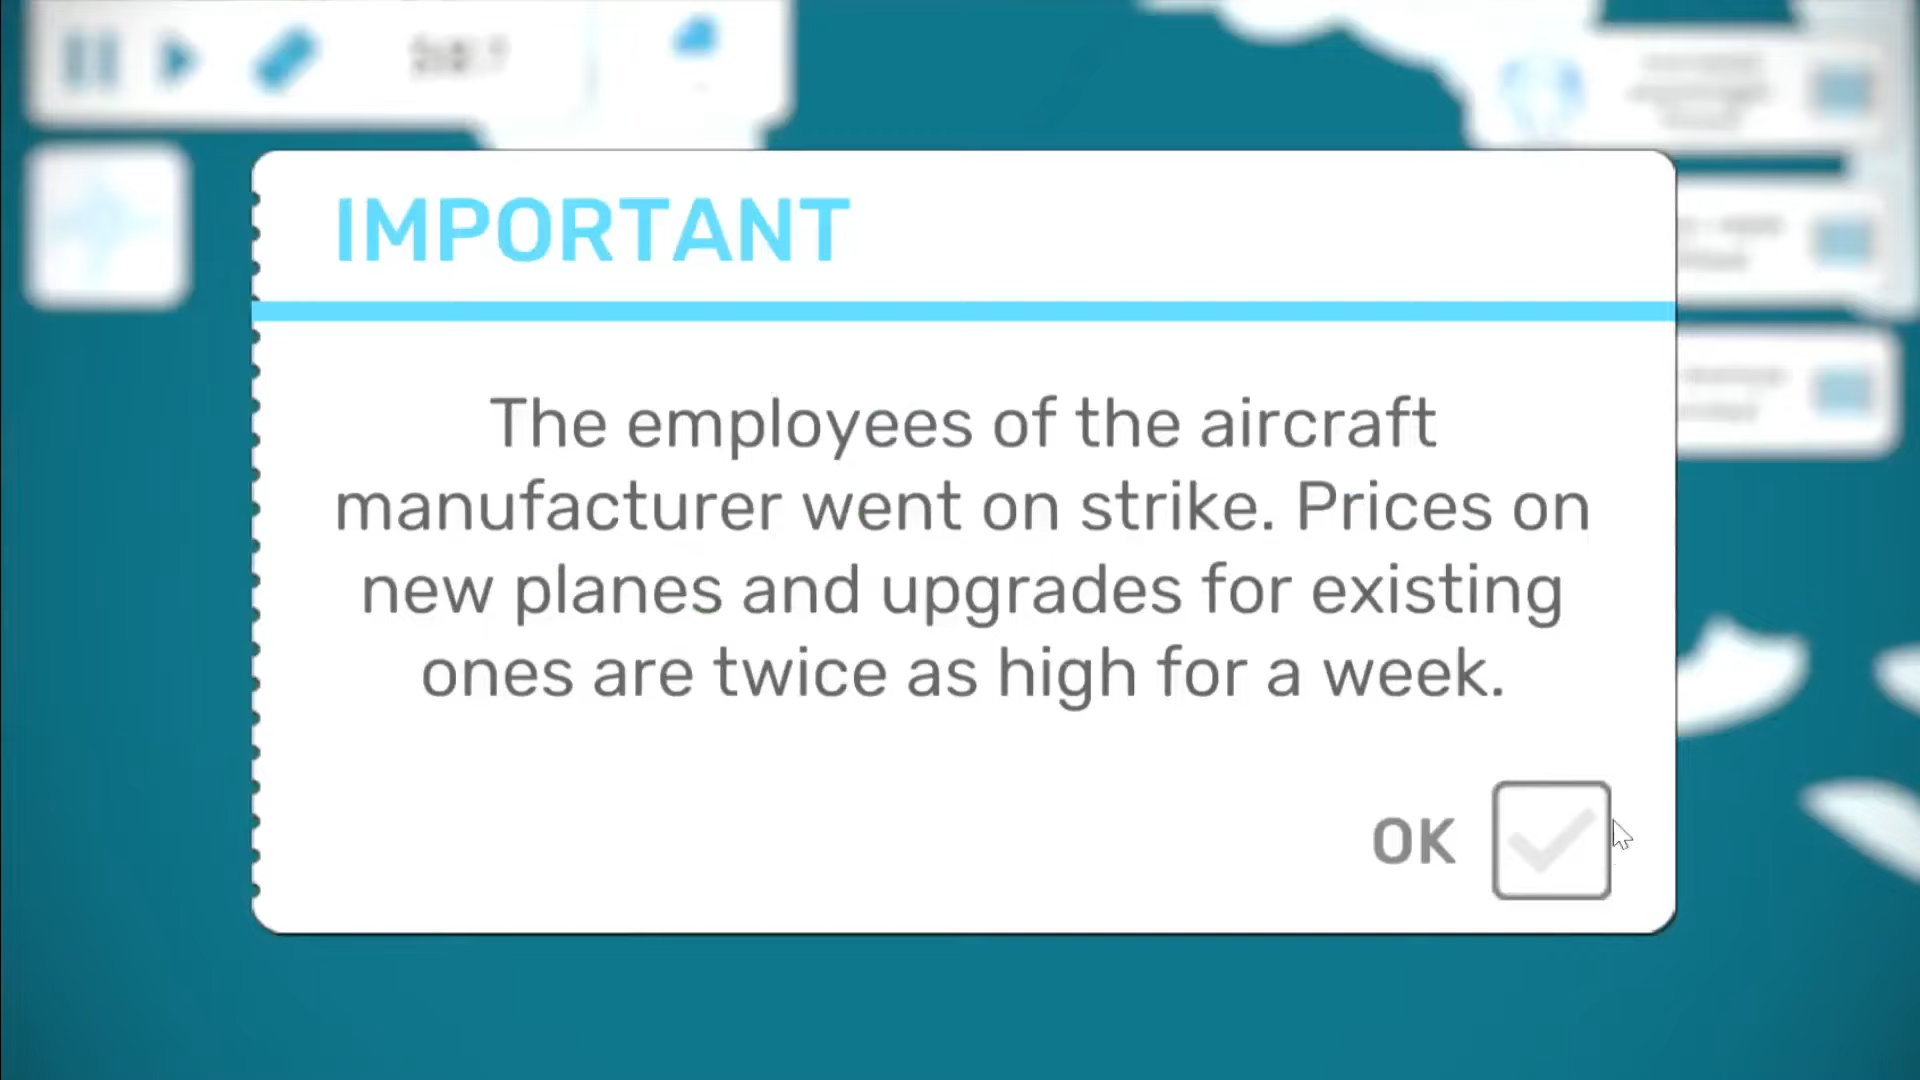 IMPORTANT
The employees of the aircraft
manufacturer went on strike. Prices on
new planes and upgrades for existing
ones are twice as high for a week.
OK